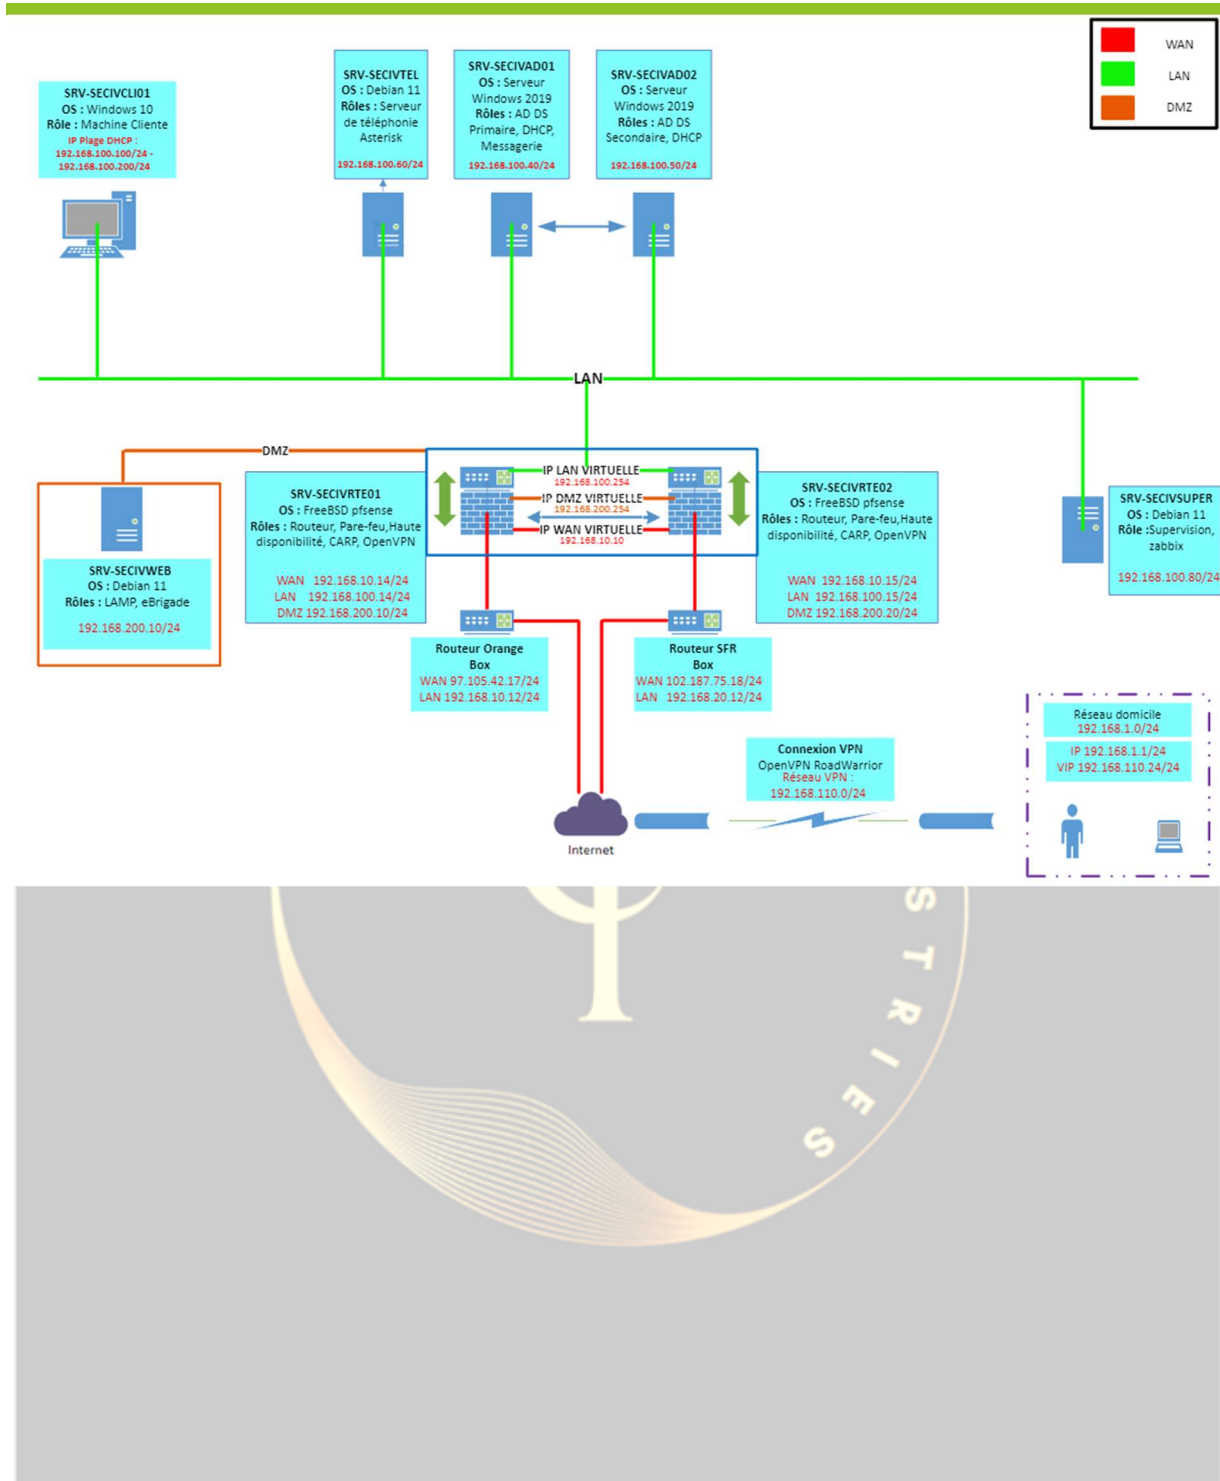 WAN
LAN
DMZ
SRV-SECIVCLI01
OS : Windows 10
Rôle : Machine Cliente
IP Plage DHCP :
192.168.100.100/24 -
192.168.100.200/24
SRV-SECIVTEL
OS : Debian 11
Rôles : Serveur
de téléphonie
Asterisk
192.168.100.60/24
SRV-SECIVAD01
OS : Serveur
Windows 2019
Rôles : AD DS
Primaire, DHCP,
Messagerie
192.168.100.40/24
SRV-SECIVAD02
OS : Serveur
Windows 2019
Rôles : AD DS
Secondaire, DHCP
192.168.100.50/24
LAN
DMZ
SRV-SECIVWEB
OS : Debian 11
Rôles : LAMP, eBrigade
192.168.200.10/24
SRV-SECIVRTE01
OS : FreeBSD pfsense
Rôles : Routeur, Pare-feu,Haute
disponibilité, CARP, OpenVPN
WAN 192.168.10.14/24
LAN 192.168.100.14/24
DMZ 192.168.200.10/24
IP LAN VIRTUELLE
192.168.100.254
IP DMZ VIRTUELLE
192.168.200.254
IP WAN VIRTUELLE
192.168.10.10
SRV-SECIVRTE02
OS : FreeBSD pfsense
Rôles : Routeur, Pare-feu,Haute
disponibilité, CARP, OpenVPN
WAN 192.168.10.15/24
LAN 192.168.100.15/24
DMZ 192.168.200.20/24
SRV-SECIVSUPER
OS : Debian 11
Rôle :Supervision,
zabbix
192.168.100.80/24
Routeur Orange
Box
WAN 97.105.42.17/24
LAN 192.168.10.12/24
Routeur SFR
Box
WAN 102.187.75.18/24
LAN 192.168.20.12/24
Connexion VPN
OpenVPN RoadWarrior
Réseau VPN :
192.168.110.0/24
Réseau domicile
192.168.1.0/24
IP 192.168.1.1/24
VIP 192.168.110.24/24
Internet
STRIES